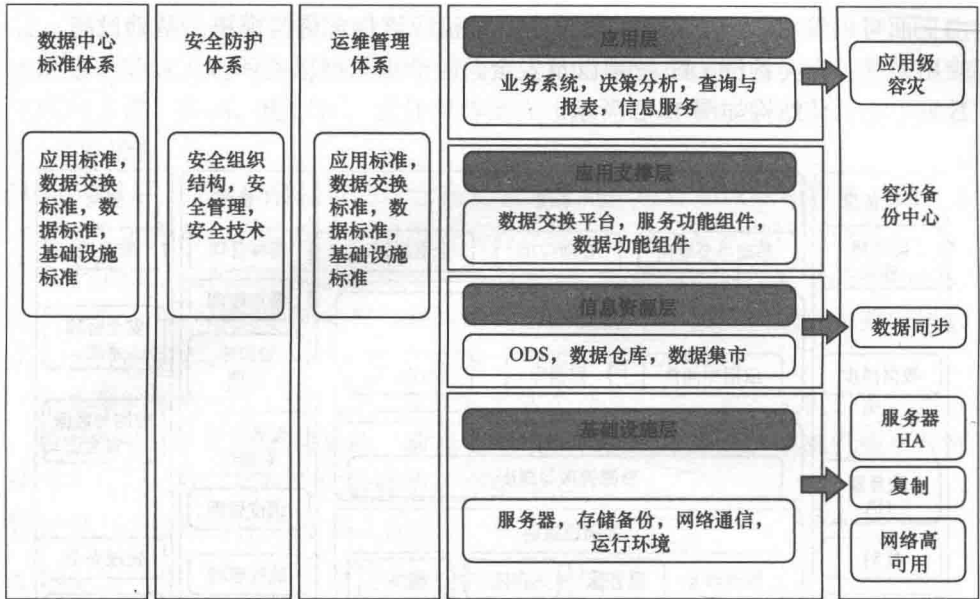 数据中心
标准体系
应用标准，
数据交换
标准，数
据标准，
基础设施
标准
安全防护
体系
安全组织
结构，安
全管理，
安全技术
运维管理
体系
应用标准，
数据交换
标准，数
据标准，
基础设施
标准
应用层
业务系统，决策分析，查询与
报表，信息服务
应用支撑层
数据交换平台，服务功能组件，
数据功能组件
信息资源层
ODS，数据仓库，数据集市
基础设施层
服务器，存储备份，网络通信，
运行环境
应用级
容灾
容灾备
份中心
数据同步
服务器
HA
复制
网络高
可用